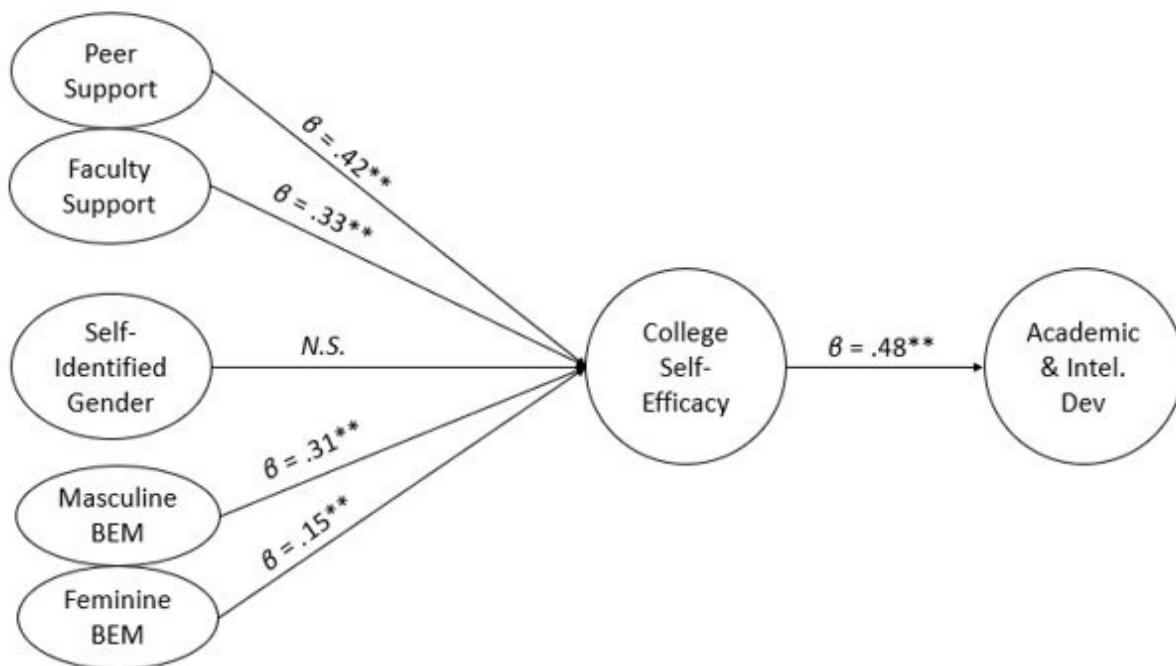 Peer
Support
β = .42**
Faculty
Support
β = .33**
Self-
Identified
Gender
N.S.
College
Self-
Efficacy
β = .48**
Academic
& Intel.
Dev
Masculine
BEM
β = .31**
Feminine
BEM
β = .15**